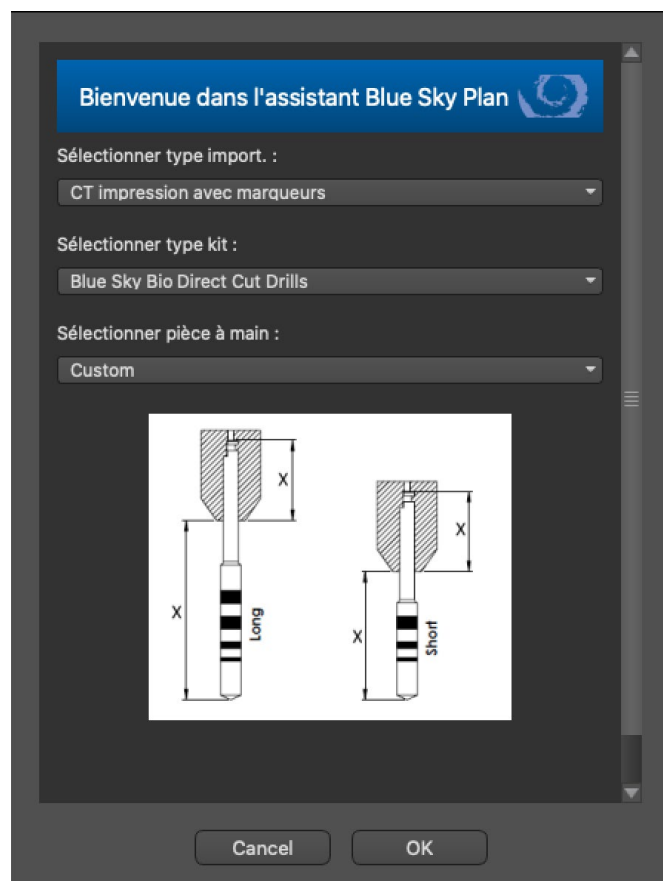 Bienvenue dans l'assistant Blue Sky Plan
Sélectionner type import. :
CT impression avec marqueurs
Sélectionner type kit :
Blue Sky Bio Direct Cut Drills
Sélectionner pièce à main :
Custom
X
X
Long
X
X
Short
Cancel
OK